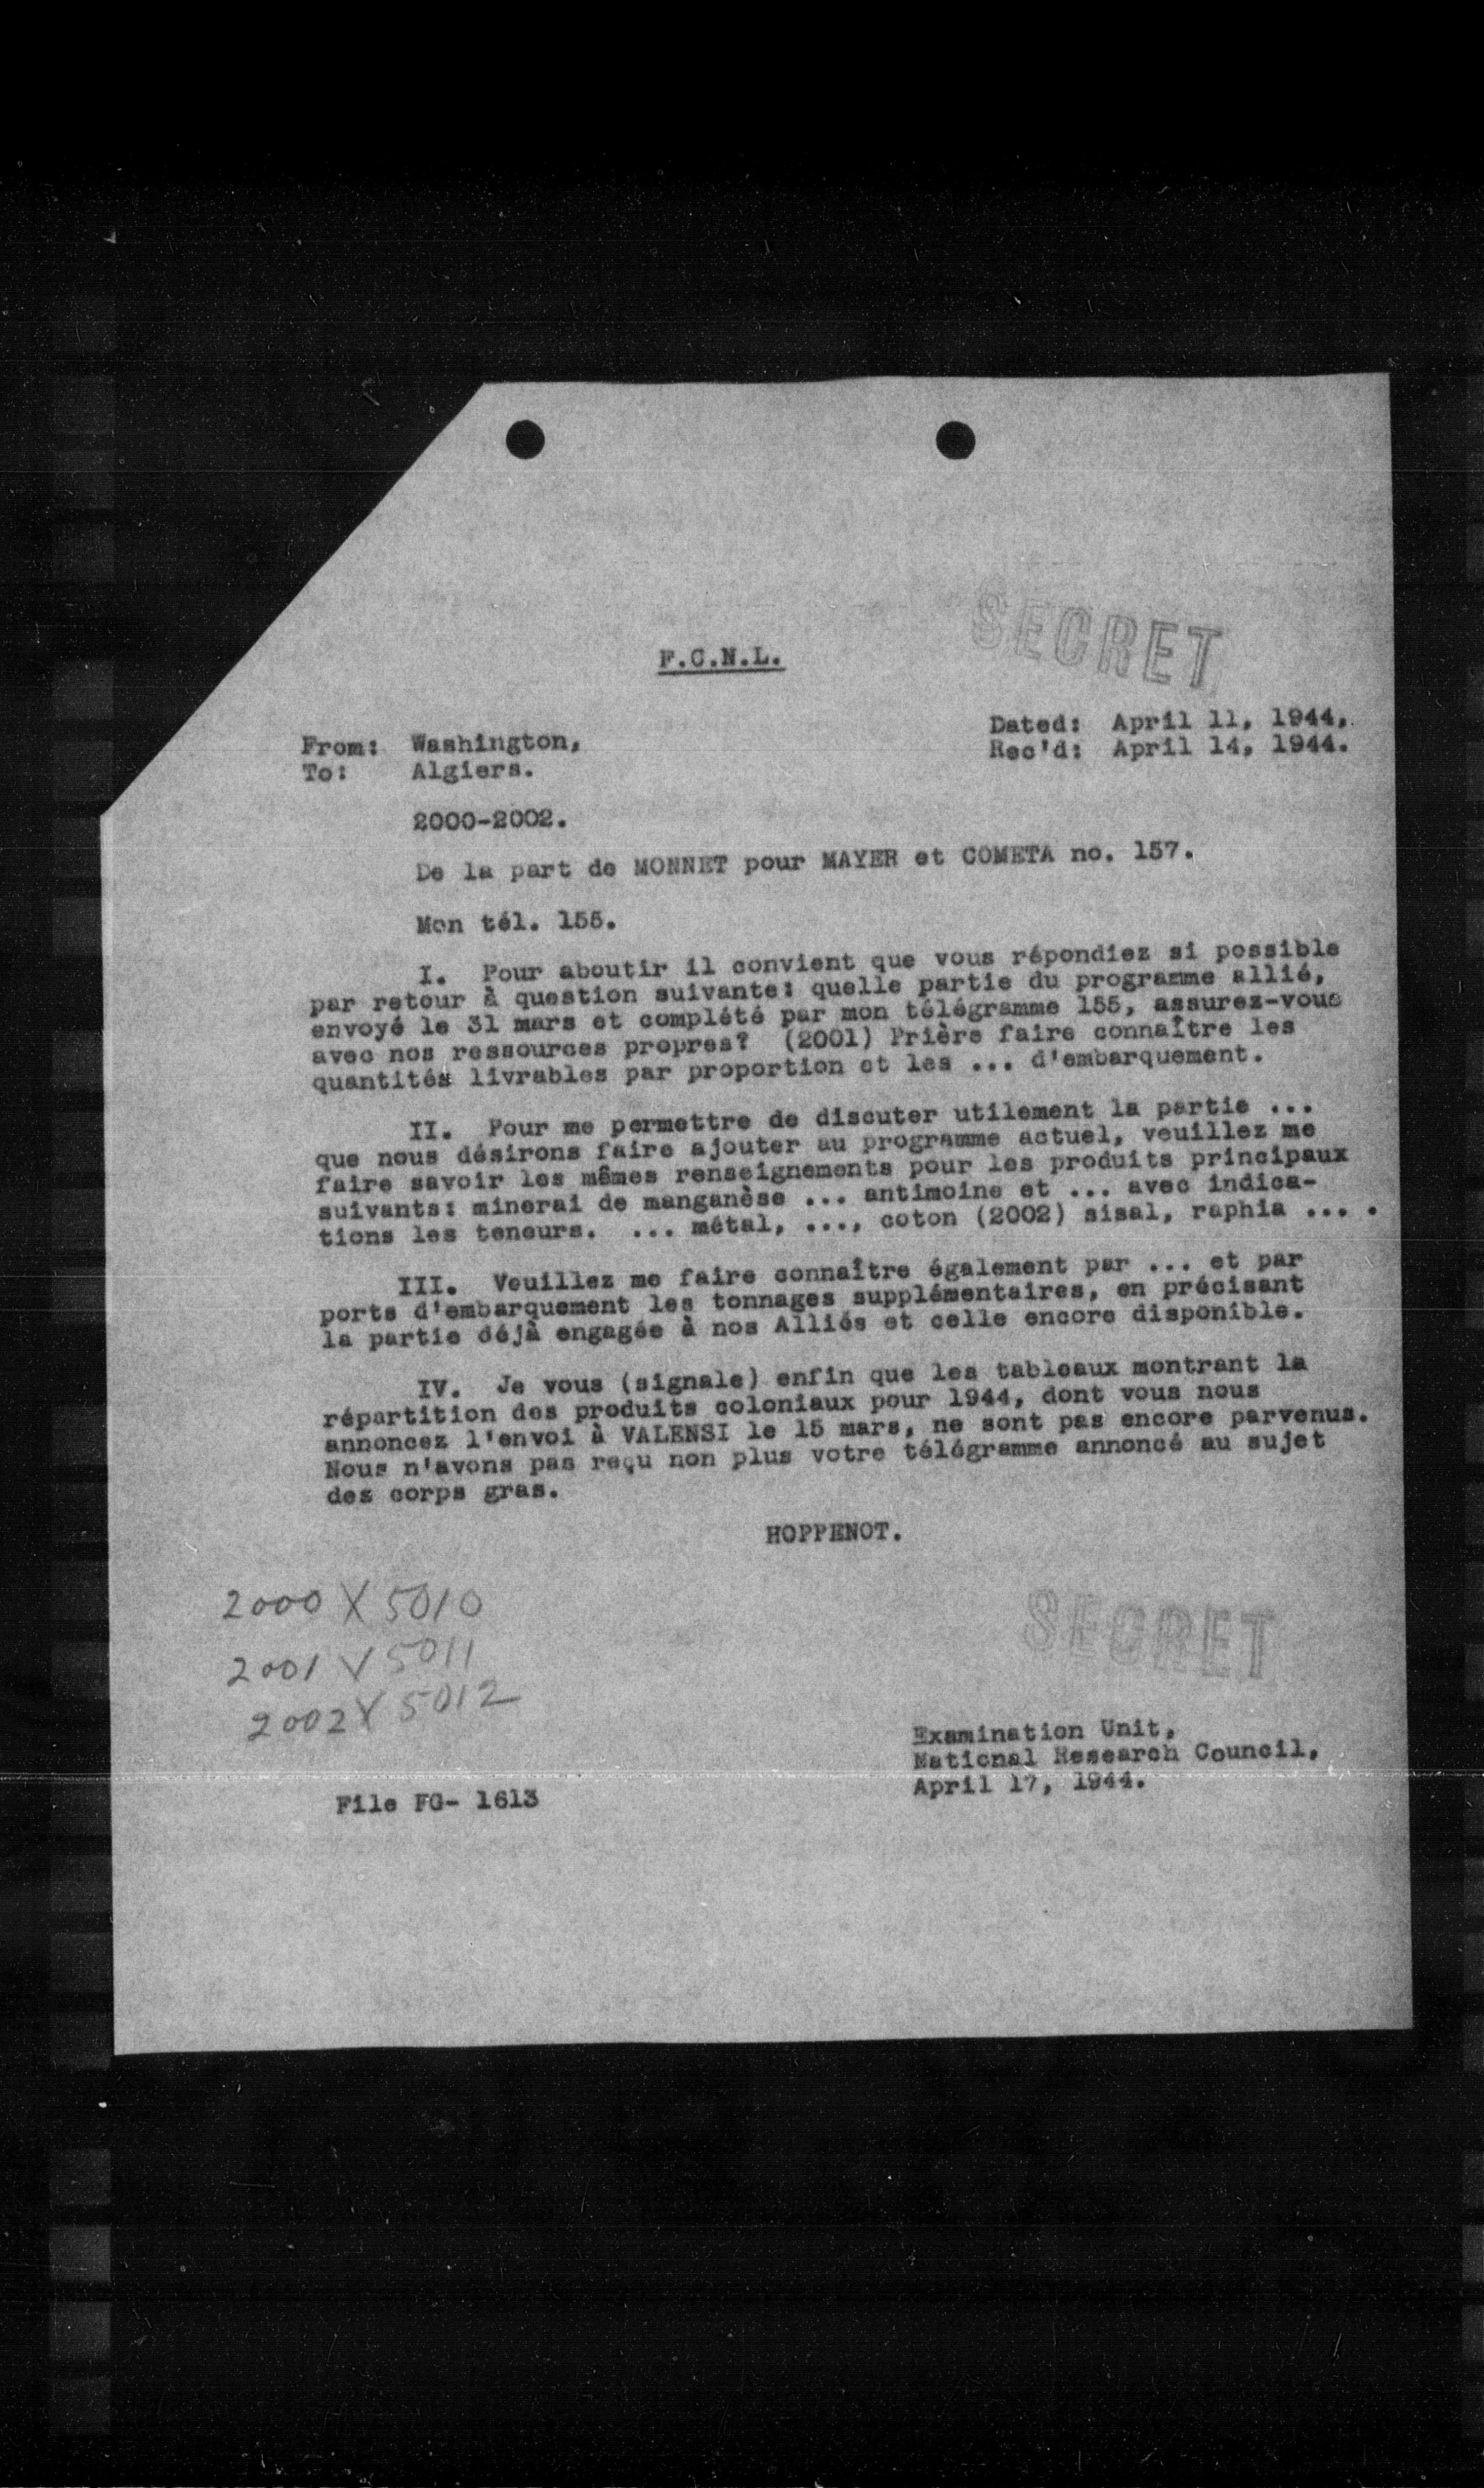 SECRET
F.C.N.L.
Dated: April 11, 1944,
Rec'd: April 14, 1944.
From: Washington,
To: Algiers.
2000-2002.
De la part de MONNET pour MAYER et COMETA no. 157.
Mon tél. 155.
I. Pour aboutir il convient que vous répondiez si possible
par retour à question suivante: quelle partie du programme allié,
envoyé le 31 mars et complété par mon télégramme 155, assurez-vous
avec nos ressources propres? (2001) Prière faire connaître les
quantités livrables par proportion et les ... d'embarquement.
II. Pour me permettre de discuter utilement la partie ...
que nous désirons faire ajouter au programme actuel, veuillez me
faire savoir les mêmes renseignements pour les produits principaux
suivants: minerai de manganèse ... antimoine et ... avec indica-
tions les teneurs. ... métal, ..., coton (2002) sisal, raphia ... .
III. Veuillez me faire connaître également par ... et par
ports d'embarquement les tonnages supplémentaires, en précisant
la partie déjà engagée à nos Alliés et celle encore disponible.
IV. Je vous (signale) enfin que les tableaux montrant la
répartition des produits coloniaux pour 1944, dont vous nous
annoncez l'envoi à VALENSI le 15 mars, ne sont pas encore parvenus.
Nous n'avons pas reçu non plus votre télégramme annoncé au sujet
des corps gras.
HOPPENOT.
2000 X 5010
2001 X 5011
2002 X 5012
SECRET
Examination Unit,
National Research Council,
April 17, 1944.
File FG- 1613